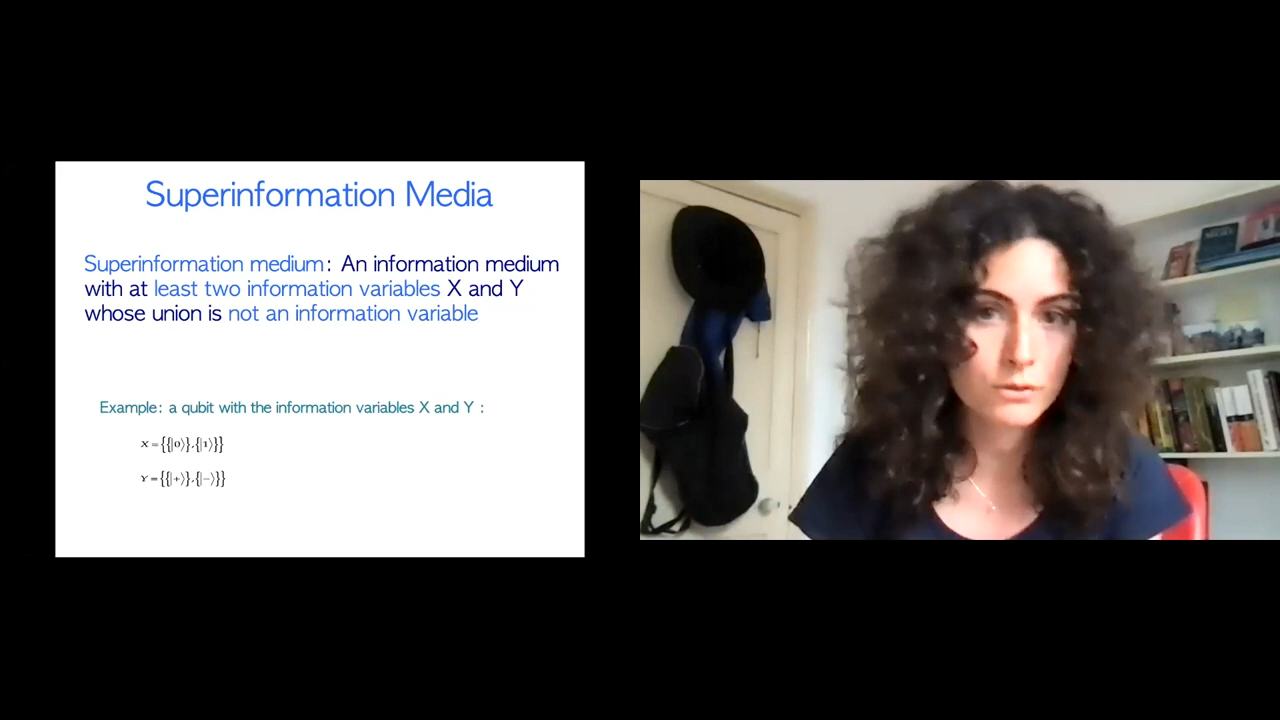 Superinformation Media
Superinformation medium: An information medium
with at least two information variables X and Y
whose union is not an information variable
Example: a qubit with the information variables X and Y :
X = {{|0⟩},{|1⟩}}
Y = {{|+⟩},{|−⟩}}